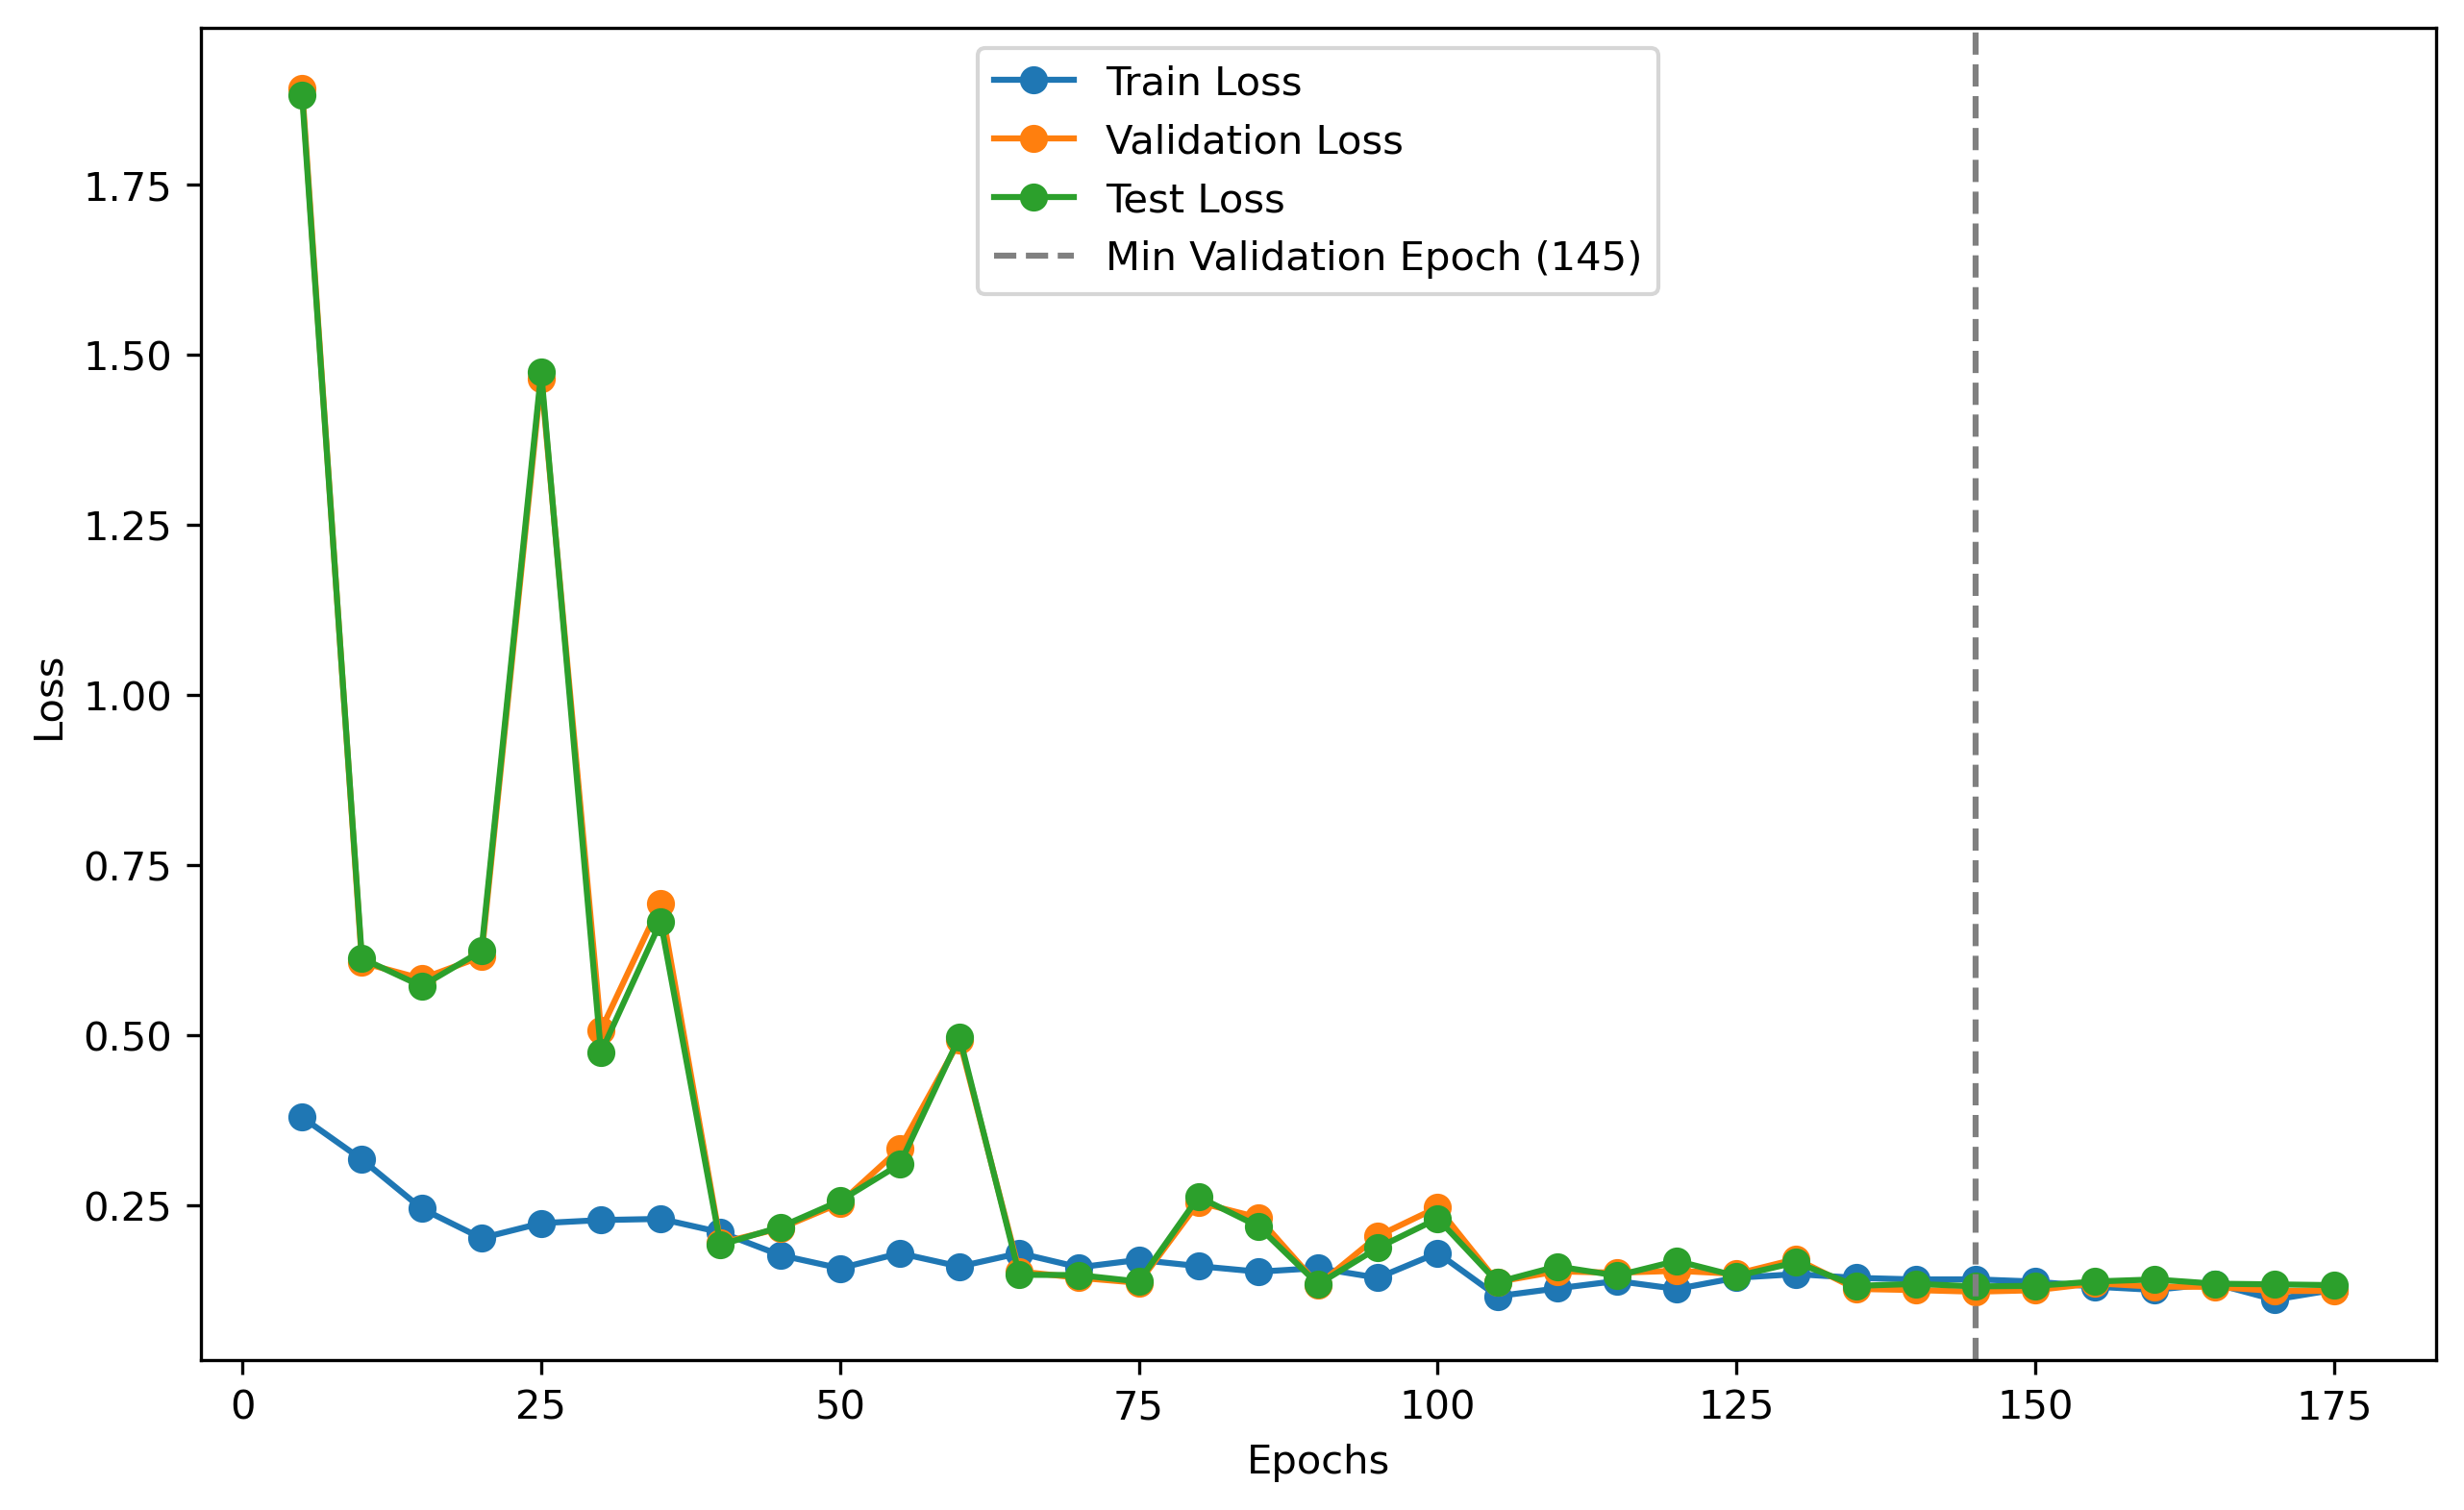 Train Loss
Validation Loss
Test Loss
Min Validation Epoch (145)
1.75
1.50
1.25
1.00
0.75
0.50
0.25
Loss
0 25 50 75 100 125 150 175
Epochs